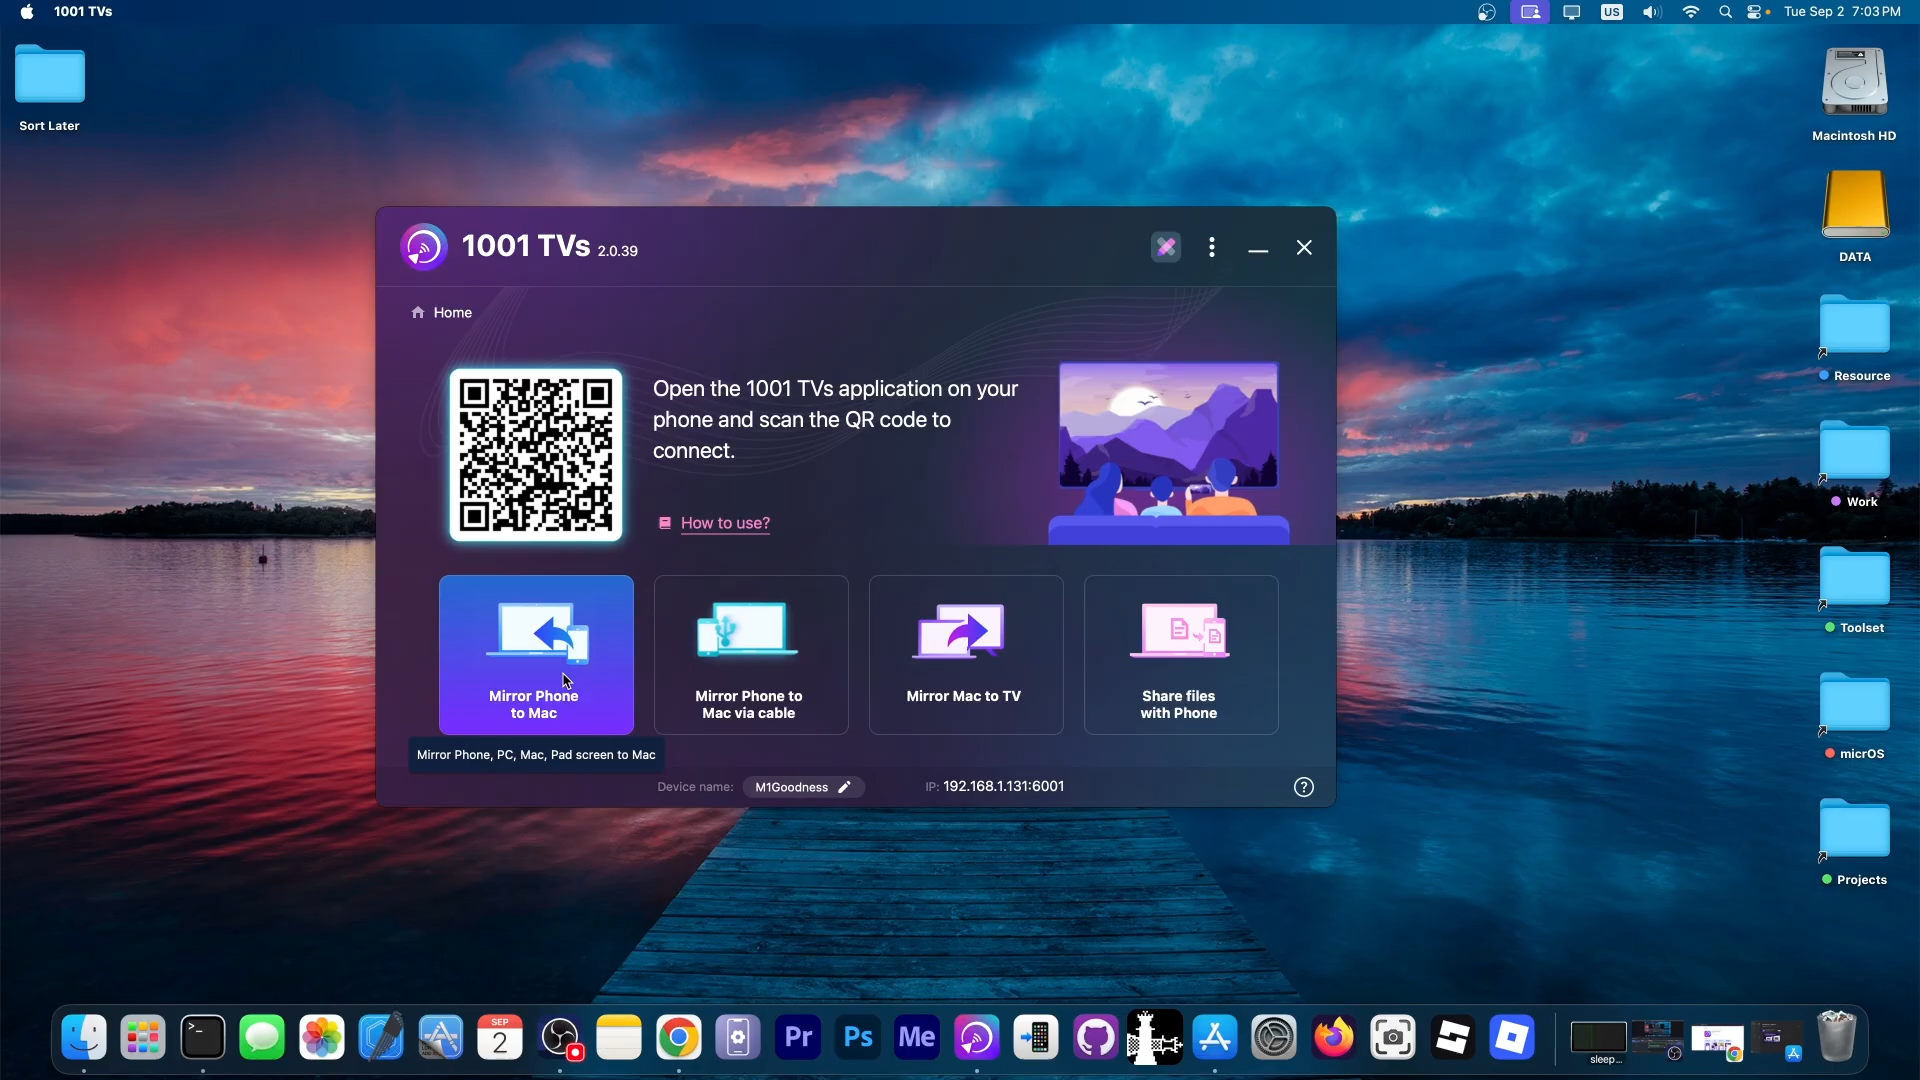 1001 TVs
US
Tue Sep 2 7:03 PM
Sort Later
Macintosh HD
DATA
Resource
Work
Toolset
micrOS
Projects
1001 TVs 2.0.39
Home
Open the 1001 TVs application on your
phone and scan the QR code to
connect.
How to use?
Mirror Phone
to Mac
Mirror Phone to
Mac via cable
Mirror Mac to TV
Share files
with Phone
Mirror Phone, PC, Mac, Pad screen to Mac
Device name: M1Goodness
IP: 192.168.1.131:6001
?
>_
SEP
2
Pr
Ps
Me
sleep...